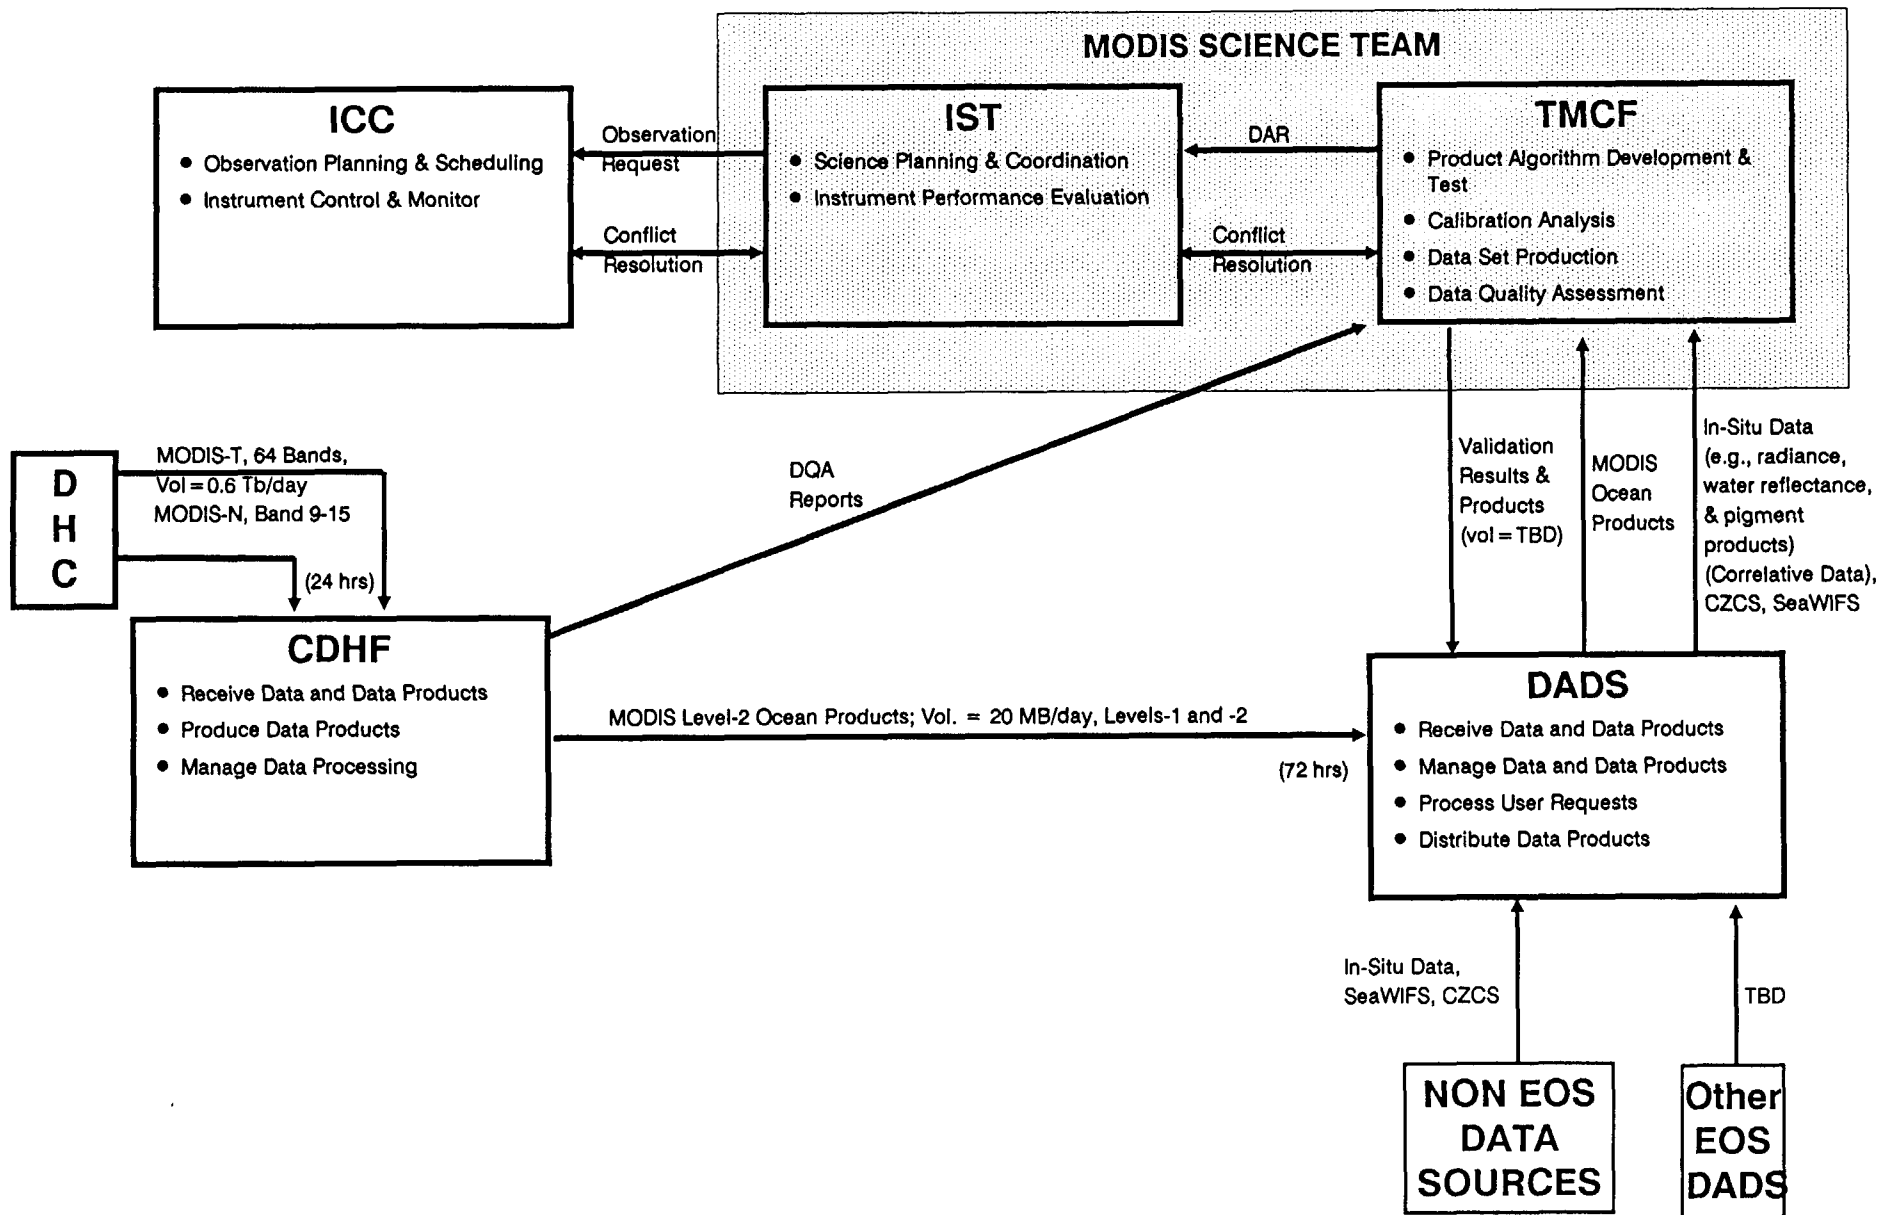 MODIS SCIENCE TEAM
ICC
• Observation Planning & Scheduling
• Instrument Control & Monitor
Observation
Request
Conflict
Resolution
IST
• Science Planning & Coordination
• Instrument Performance Evaluation
DAR
Conflict
Resolution
TMCF
• Product Algorithm Development &
Test
• Calibration Analysis
• Data Set Production
• Data Quality Assessment
D
H
C
MODIS-T, 64 Bands,
Vol = 0.6 Tb/day
MODIS-N, Band 9-15
(24 hrs)
DQA
Reports
Validation
Results &
Products
(vol = TBD)
MODIS
Ocean
Products
In-Situ Data
(e.g., radiance,
water reflectance,
& pigment
products)
(Correlative Data),
CZCS, SeaWIFS
CDHF
• Receive Data and Data Products
• Produce Data Products
• Manage Data Processing
MODIS Level-2 Ocean Products; Vol. = 20 MB/day, Levels-1 and -2
(72 hrs)
DADS
• Receive Data and Data Products
• Manage Data and Data Products
• Process User Requests
• Distribute Data Products
In-Situ Data,
SeaWIFS, CZCS
TBD
NON EOS
DATA
SOURCES
Other
EOS
DADS